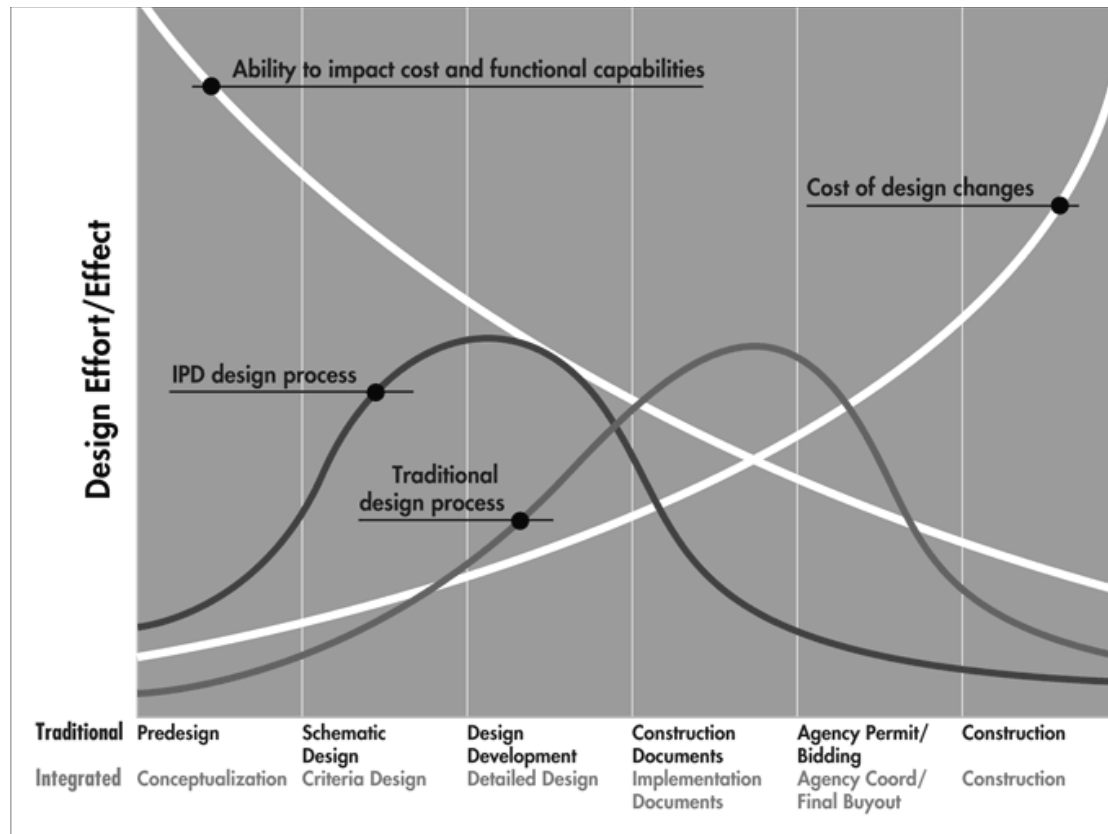 Ability to impact cost and functional capabilities
Cost of design changes
Design Effort/Effect
IPD design process
Traditional
design process
Traditional
Predesign
Schematic
Design
Design
Development
Construction
Documents
Agency Permit/
Bidding
Construction
Integrated
Conceptualization
Criteria Design
Detailed Design
Implementation
Documents
Agency Coord/
Final Buyout
Construction